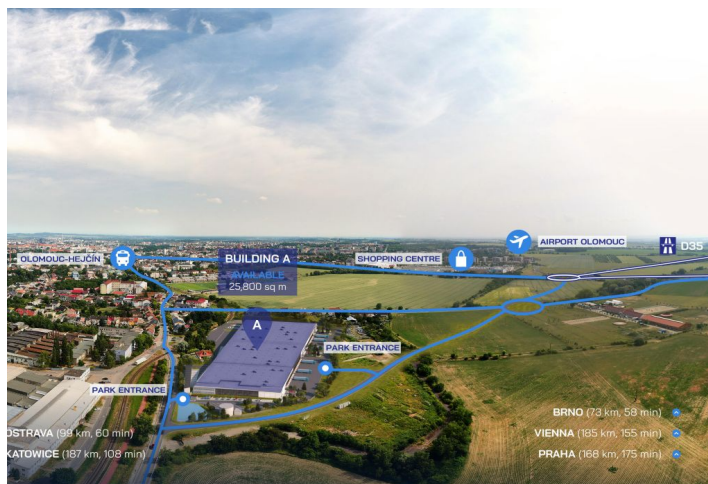 AIRPORT OLOMOUC
D35
OLOMOUC-HEJČÍN
BUILDING A
SHOPPING CENTRE
AVAILABLE
25,800 sq m
A
PARK ENTRANCE
PARK ENTRANCE
BRNO (73 km, 58 min)
OSTRAVA (99 km, 60 min)
VIENNA (185 km, 155 min)
KATOWICE (187 km, 108 min)
PRAHA (168 km, 175 min)